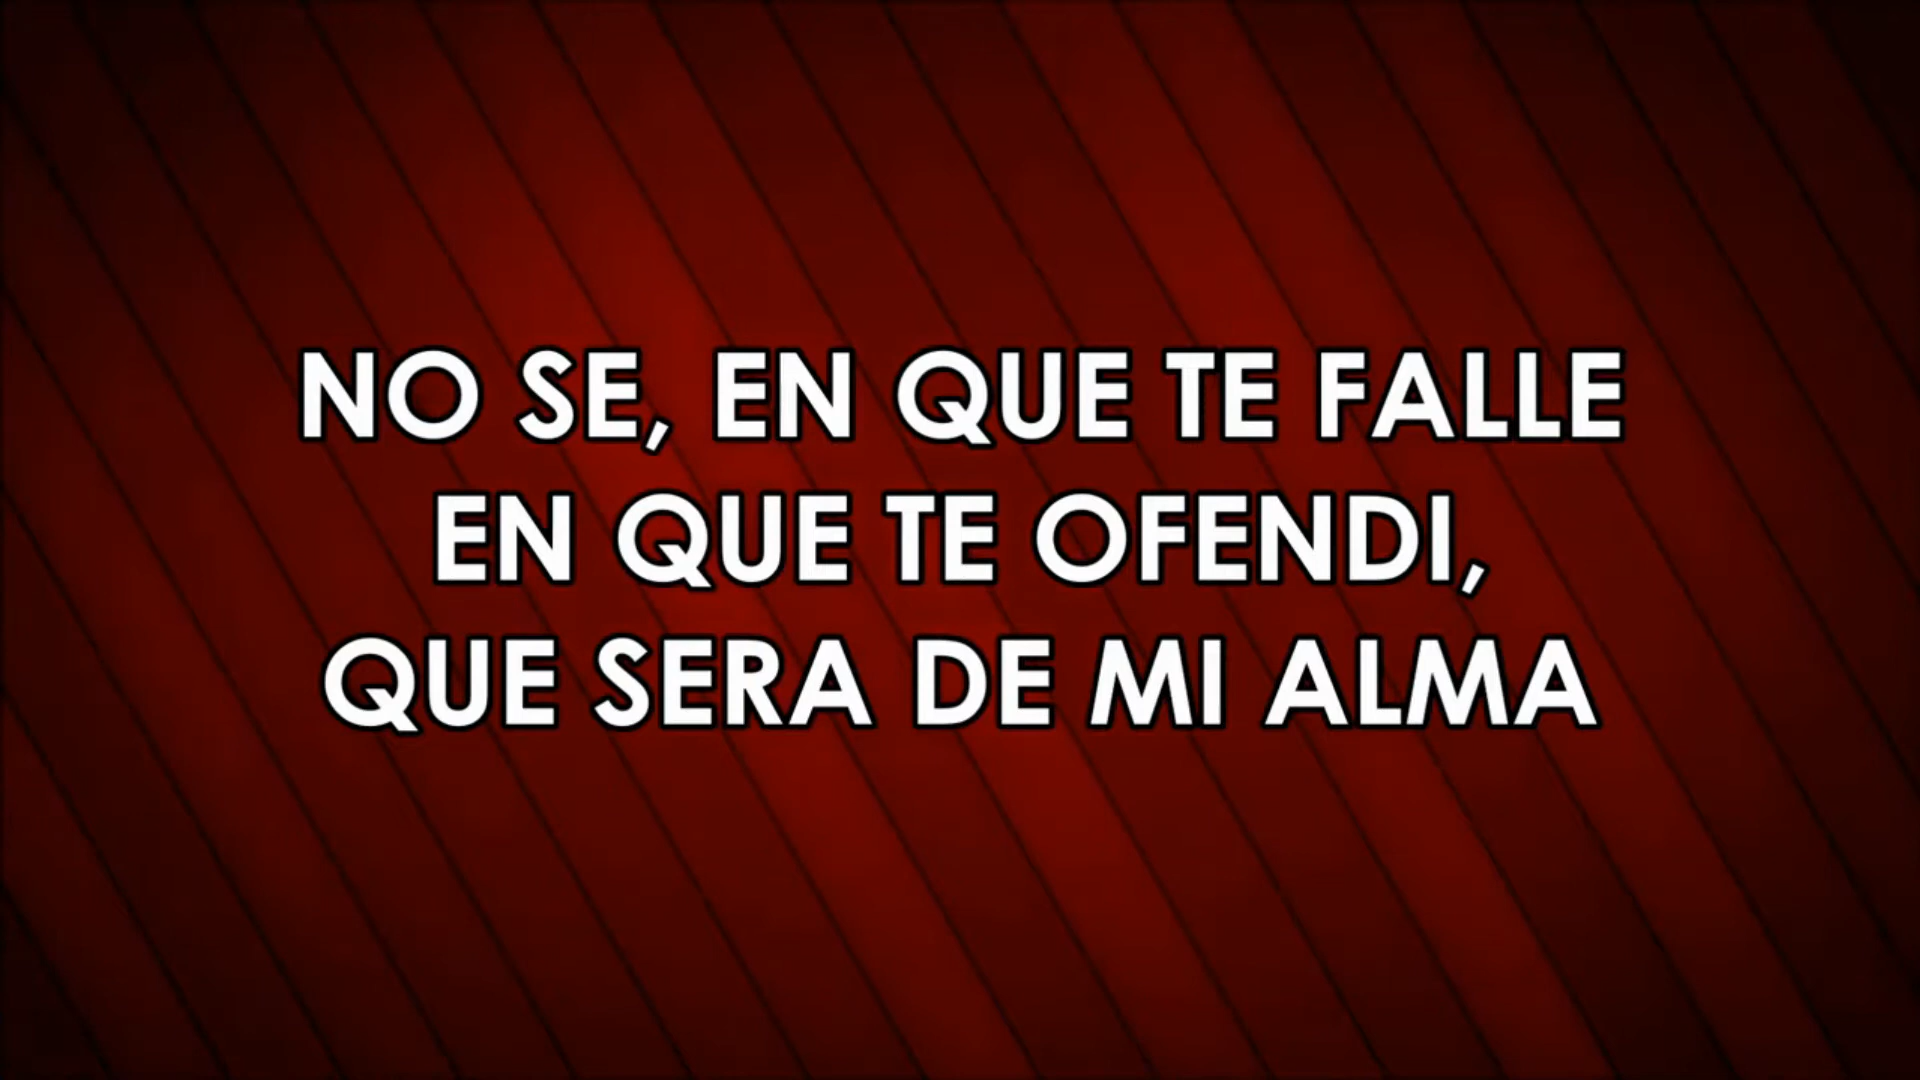 NO SE, EN QUE TE FALLE
EN QUE TE OFENDI,
QUE SERA DE MI ALMA